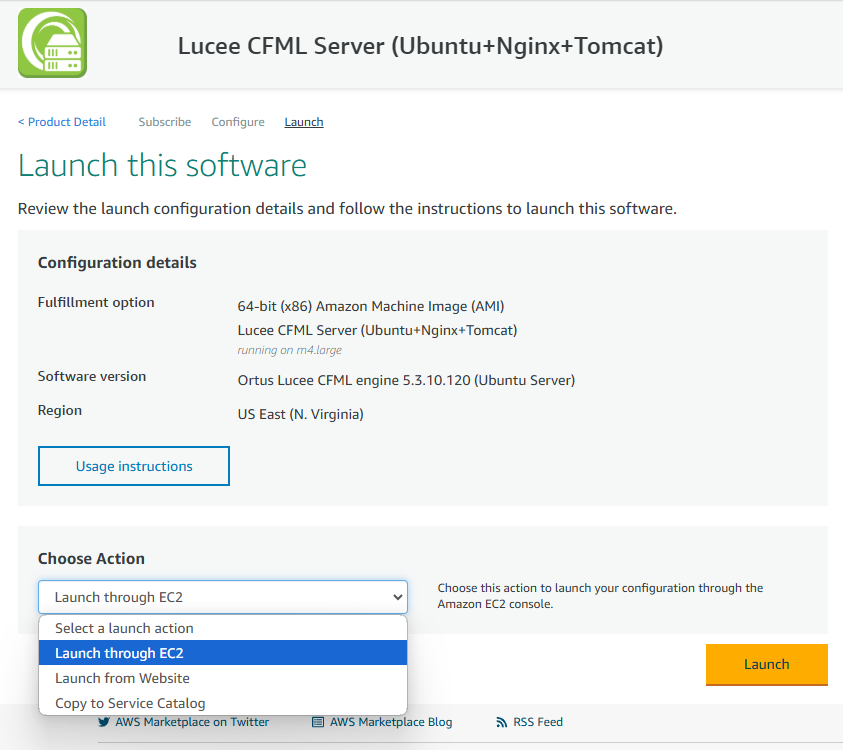 Lucee CFML Server (Ubuntu+Nginx+Tomcat)
< Product Detail Subscribe Configure Launch
Launch this software
Review the launch configuration details and follow the instructions to launch this software.
Configuration details
Fulfillment option
64-bit (x86) Amazon Machine Image (AMI)
Lucee CFML Server (Ubuntu+Nginx+Tomcat)
running on m4.large
Software version
Ortus Lucee CFML engine 5.3.10.120 (Ubuntu Server)
Region
US East (N. Virginia)
Usage instructions
Choose Action
Launch through EC2
Choose this action to launch your configuration through the
Amazon EC2 console.
Select a launch action
Launch through EC2
Launch from Website
Copy to Service Catalog
Launch
AWS Marketplace on Twitter AWS Marketplace Blog RSS Feed